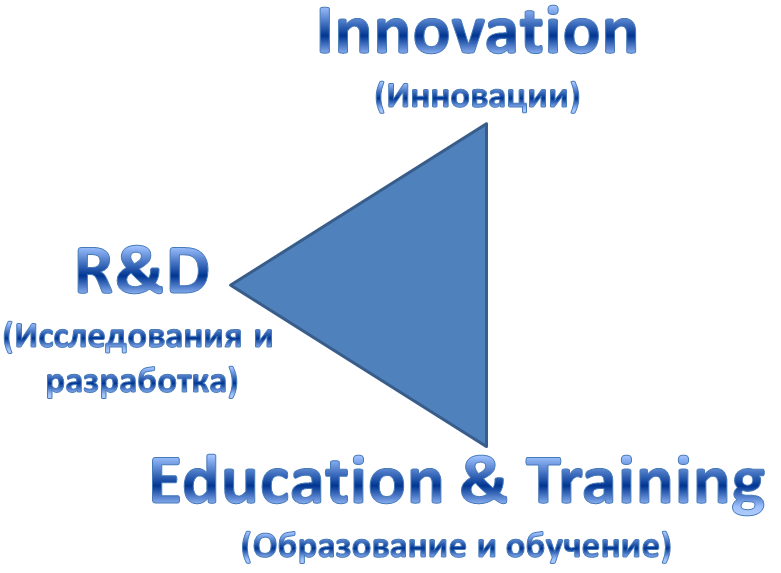 Innovation
(Инновации)
R&D
(Исследования и
разработка)
Education & Training
(Образование и обучение)